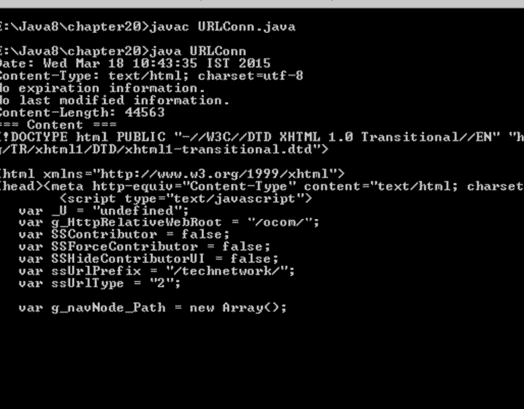 E:\Java8\chapter20>javac URLConn.java
E:\Java8\chapter20>java URLConn
Date: Wed Mar 18 10:43:35 IST 2015
Content-Type: text/html; charset=utf-8
No expiration information.
No last modified information.
Content-Length: 44563
=== Content ===
<!DOCTYPE html PUBLIC "-//W3C//DTD XHTML 1.0 Transitional//EN" "h
g/TR/xhtml1/DTD/xhtml1-transitional.dtd">
<html xmlns="http://www.w3.org/1999/xhtml">
<head><meta http-equiv="Content-Type" content="text/html; charset
<script type="text/javascript">
var _U = "undefined";
var g_HttpRelativeWebRoot = "/ocom/";
var SSContributor = false;
var SSForceContributor = false;
var SSHideContributorUI = false;
var ssUrlPrefix = "/technetwork/";
var ssUrlType = "2";
var g_navNode_Path = new Array();